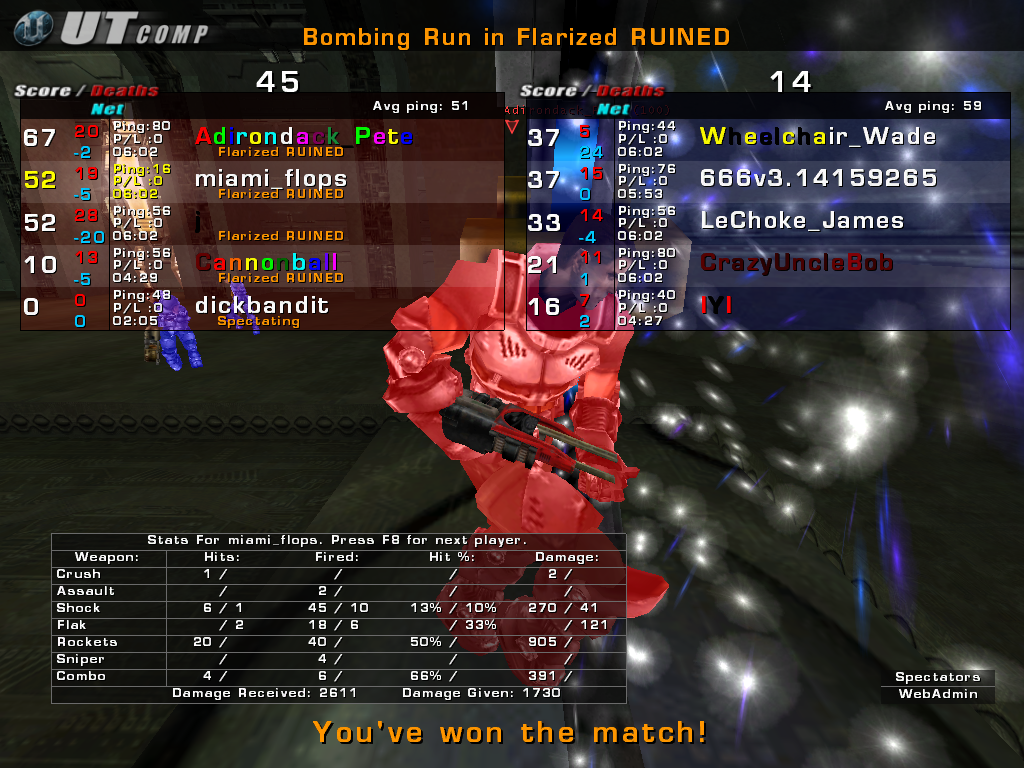 UTCOMP
Bombing Run in Flarized RUINED
45
14
Score / Deaths
Net
Avg ping: 51
Score / Deaths
Net
Avg ping: 59
67 20 -2 Ping:80 P/L :0 06:02 Adirondack_Pete
Flarized RUINED
52 19 -5 Ping:16 P/L :0 06:02 miami_flops
Flarized RUINED
52 28 -20 Ping:56 P/L :0 06:02 i
Flarized RUINED
10 13 -5 Ping:56 P/L :0 04:29 Cannonball
Flarized RUINED
0 0 0 Ping:48 P/L :0 02:05 dickbandit
Spectating
37 5 24 Ping:44 P/L :0 06:02 Wheelchair_Wade
37 15 0 Ping:76 P/L :0 05:53 666v3.14159265
33 14 -4 Ping:56 P/L :0 06:02 LeChoke_James
21 11 1 Ping:80 P/L :0 06:02 CrazyUncleBob
16 7 2 Ping:40 P/L :0 04:27 IYI
Stats For miami_flops. Press F8 for next player.
Weapon: Hits: Fired: Hit %: Damage:
Crush 1 / / / 2 /
Assault / 2 / / /
Shock 6 / 1 45 / 10 13% / 10% 270 / 41
Flak / 2 18 / 6 / 33% / 121
Rockets 20 / 40 / 50% / 905 /
Sniper / 4 / / /
Combo 4 / 6 / 66% / 391 /
Damage Received: 2611 Damage Given: 1730
Spectators
WebAdmin
You've won the match!